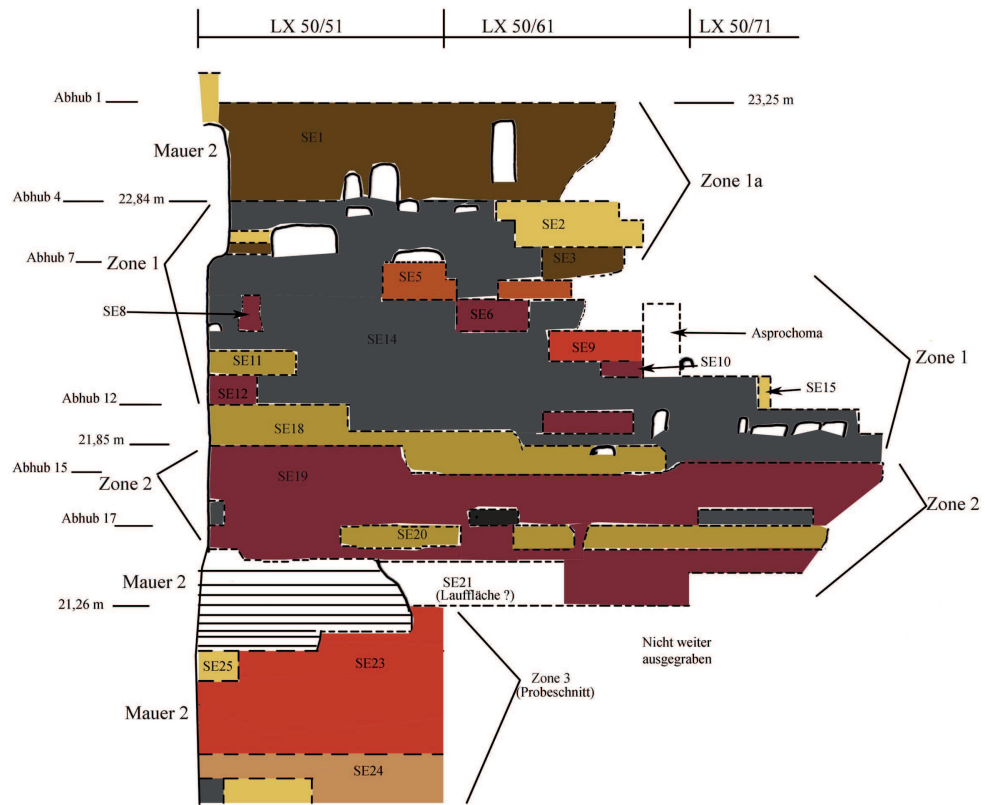 LX 50/51 LX 50/61 LX 50/71
Abhub 1
23,25 m
SE1
Mauer 2
Zone 1a
Abhub 4
22,84 m
SE2
Abhub 7
Zone 1
SE3
SE5
SE8
SE6
Asprochoma
SE14
SE9
Zone 1
SE11
SE10
SE12
SE15
Abhub 12
SE18
21,85 m
Abhub 15
SE19
Zone 2
Zone 2
Abhub 17
SE20
Mauer 2
SE21
(Lauffläche ?)
21,26 m
Nicht weiter
ausgegraben
SE25
SE23
Zone 3
(Probeschnitt)
Mauer 2
SE24